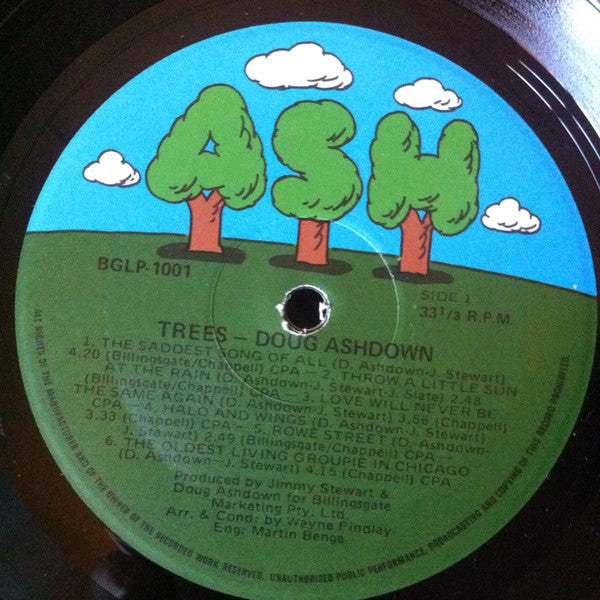 ASH
BGLP-1001
SIDE 1
33 1/3 R.P.M.
TREES — DOUG ASHDOWN
1. THE SADDEST SONG OF ALL (D. Ashdown-J. Stewart)
4.20 (Billingsgate/Chappell) CPA — 2. THROW A LITTLE SUN
AT THE RAIN (D. Ashdown-J. Stewart-J. Slate) 2.48
(Billingsgate/Chappell) CPA — 3. LOVE WILL NEVER BE
THE SAME AGAIN (D. Ashdown-J. Stewart) 3.56 (Chappell)
CPA — 4. HALO AND WINGS (D. Ashdown-J. Stewart)
3.33 (Chappell) CPA — 5. ROWE STREET (D. Ashdown-
J. Stewart) 2.49 (Billingsgate/Chappell) CPA
6. THE OLDEST LIVING GROUPIE IN CHICAGO
(D. Ashdown—J. Stewart) 4.15 (Chappell) CPA
Produced by Jimmy Stewart &
Doug Ashdown for Billingsgate
Marketing Pty. Ltd.
Arr. & Cond: by Wayne Findlay.
Eng: Martin Benge
ALL RIGHTS OF THE MANUFACTURER AND OF THE OWNER OF THE RECORDED WORK RESERVED. UNAUTHORISED PUBLIC PERFORMANCE, BROADCASTING AND COPYING OF THIS RECORD PROHIBITED.